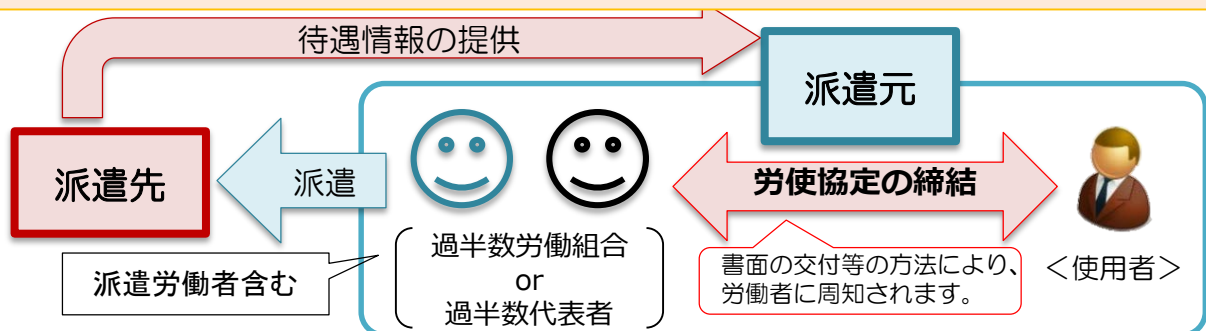 待遇情報の提供
派遣元
派遣先
派遣
労使協定の締結
過半数労働組合
or
過半数代表者
派遣労働者含む
書面の交付等の方法により、
労働者に周知されます。
＜使用者＞